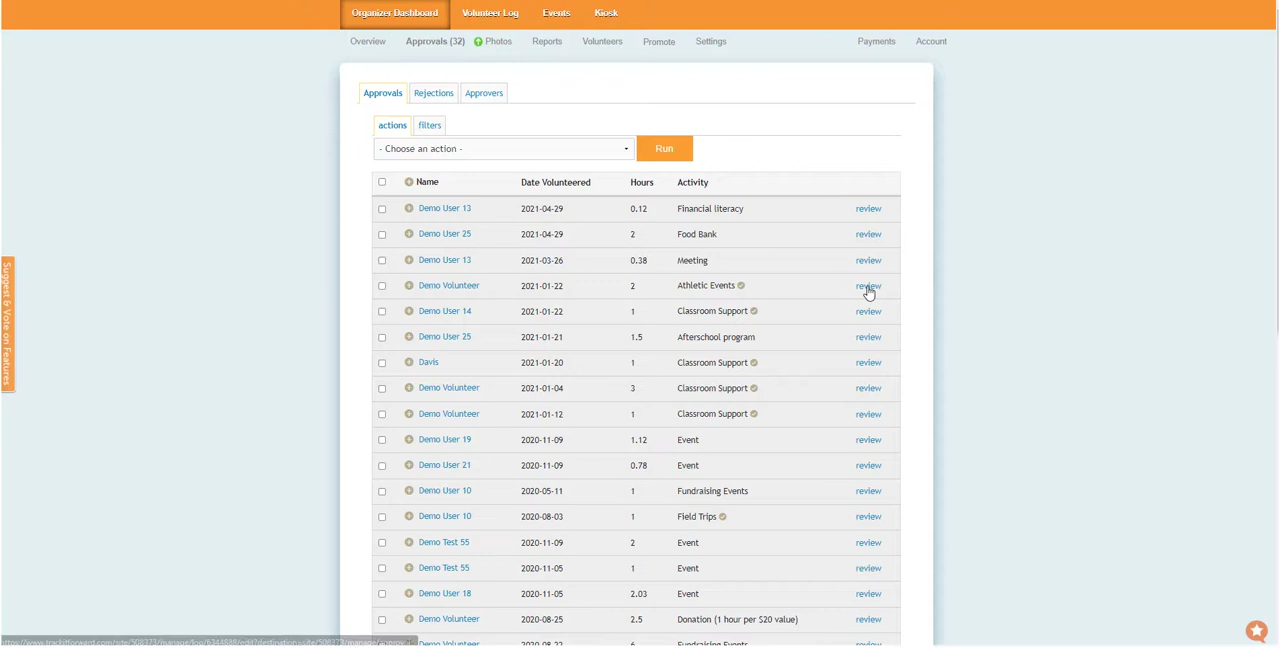 Organizer Dashboard Volunteer Log Events Kiosk
Overview Approvals (32) Photos Reports Volunteers Promote Settings Payments Account
Approvals Rejections Approvers
actions filters
- Choose an action - Run
Name Date Volunteered Hours Activity
Demo User 13 2021-04-29 0.12 Financial literacy review
Demo User 25 2021-04-29 2 Food Bank review
Demo User 13 2021-03-26 0.38 Meeting review
Demo Volunteer 2021-01-22 2 Athletic Events review
Demo User 14 2021-01-22 1 Classroom Support review
Demo User 25 2021-01-21 1.5 Afterschool program review
Davis 2021-01-20 1 Classroom Support review
Demo Volunteer 2021-01-04 3 Classroom Support review
Demo Volunteer 2021-01-12 1 Classroom Support review
Demo User 19 2020-11-09 1.12 Event review
Demo User 21 2020-11-09 0.78 Event review
Demo User 10 2020-05-11 1 Fundraising Events review
Demo User 10 2020-08-03 1 Field Trips review
Demo Test 55 2020-11-09 2 Event review
Demo Test 55 2020-11-05 1 Event review
Demo User 18 2020-11-05 2.03 Event review
Demo Volunteer 2020-08-25 2.5 Donation (1 hour per $20 value) review
Demo Volunteer 2020-08-22 6 Fundraising Events review
Suggest & Vote on Features